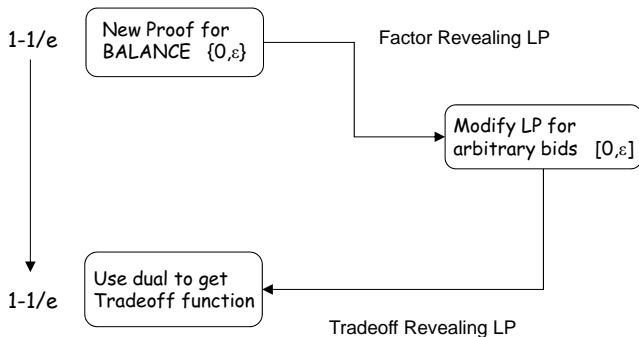 1-1/e
New Proof for
BALANCE {0,ε}
Factor Revealing LP
Modify LP for
arbitrary bids [0,ε]
1-1/e
Use dual to get
Tradeoff function
Tradeoff Revealing LP